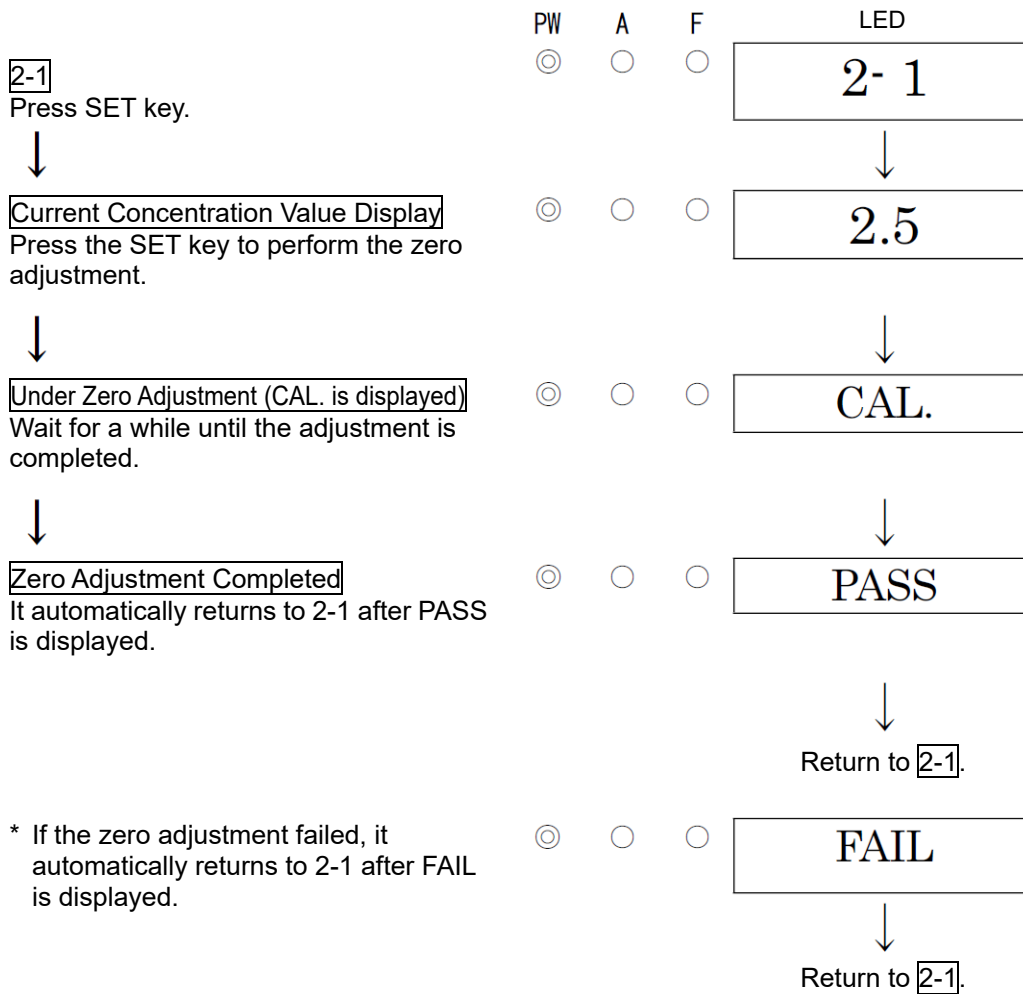 PW A F LED
2-1
2- 1
Press SET key.
↓ ↓
Current Concentration Value Display
◎ ○ ○ 2.5
Press the SET key to perform the zero
adjustment.
↓ ↓
Under Zero Adjustment (CAL. is displayed)
◎ ○ ○ CAL.
Wait for a while until the adjustment is
completed.
↓ ↓
Zero Adjustment Completed
◎ ○ ○ PASS
It automatically returns to 2-1 after PASS
is displayed.
↓
Return to 2-1.
* If the zero adjustment failed, it
automatically returns to 2-1 after FAIL
is displayed.
◎ ○ ○ FAIL
↓
Return to 2-1.